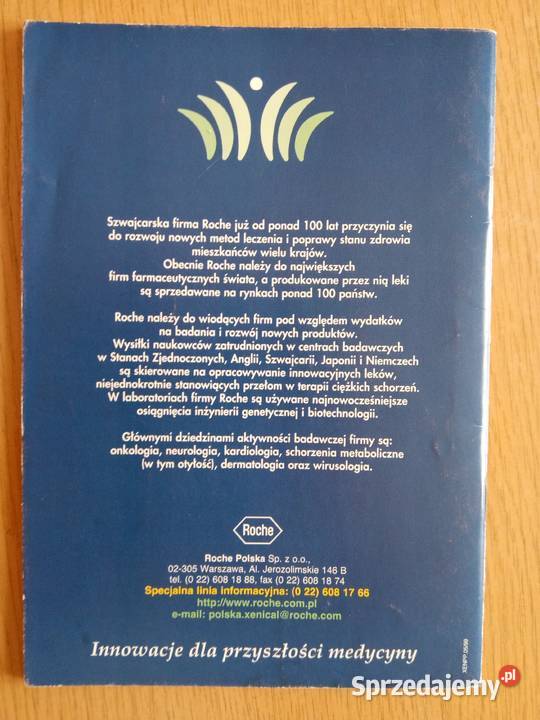 Szwajcarska firma Roche już od ponad 100 lat przyczynia się
do rozwoju nowych metod leczenia i poprawy stanu zdrowia
mieszkańców wielu krajów.
Obecnie Roche należy do największych
firm farmaceutycznych świata, a produkowane przez nią leki
są sprzedawane na rynkach ponad 100 państw.
Roche należy do wiodących firm pod względem wydatków
na badania i rozwój nowych produktów.
Wysiłki naukowców zatrudnionych w centrach badawczych
w Stanach Zjednoczonych, Anglii, Szwajcarii, Japonii i Niemczech
są skierowane na opracowywanie innowacyjnych leków,
niejednokrotnie stanowiących przełom w terapii ciężkich schorzeń.
W laboratoriach firmy Roche są używane najnowocześniejsze
osiągnięcia inżynierii genetycznej i biotechnologii.
Głównymi dziedzinami aktywności badawczej firmy są:
onkologia, neurologia, kardiologia, schorzenia metaboliczne
(w tym otyłość), dermatologia oraz wirusologia.
Roche
Roche Polska Sp. z o.o.,
02-305 Warszawa, Al. Jerozolimskie 146 B
tel. (0 22) 608 18 88, fax (0 22) 608 18 74
Specjalna linia informacyjna: (0 22) 608 17 66
http://www.roche.com.pl
e-mail: polska.xenical@roche.com
Innowacje dla przyszłości medycyny
XENPP 05/99
Sprzedajemy.pl